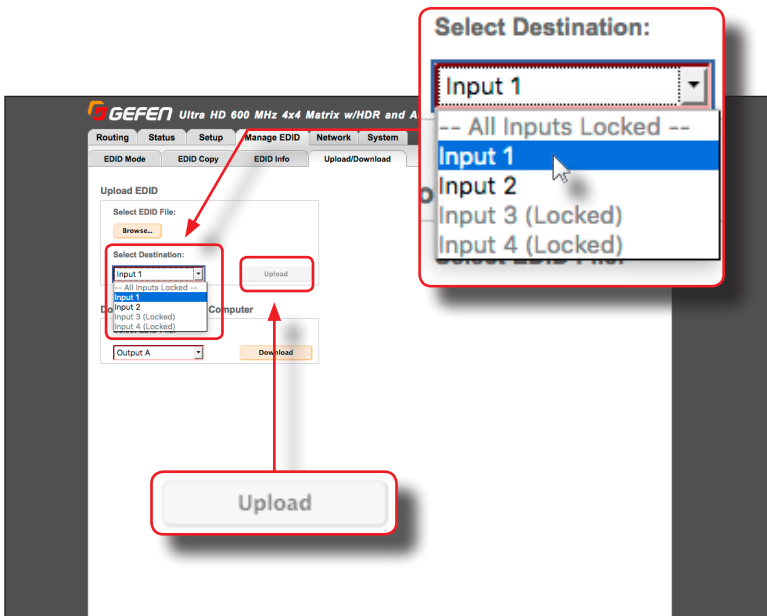 Select Destination:
Input 1
-- All Inputs Locked --
Input 1
Input 2
Input 3 (Locked)
Input 4 (Locked)
GEFEN Ultra HD 600 MHz 4x4 Matrix w/HDR and A
Routing Status Setup Manage EDID Network System
EDID Mode EDID Copy EDID Info Upload/Download
Upload EDID
Select EDID File:
Browse...
Select Destination:
Input 1 Upload
-- All Inputs Locked --
Input 1
Input 2
Input 3 (Locked)
Input 4 (Locked)
Computer
Output A Download
Upload